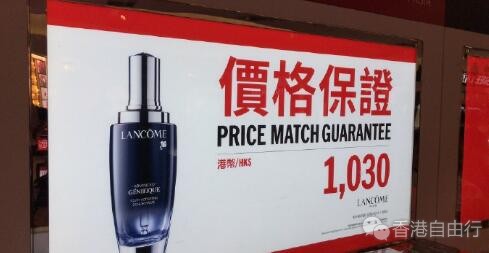 價格保證
PRICE MATCH GUARANTEE
港幣/HK$
1,030
LANCÔME
LANCÔME
ADVANCED
GÉNIFIQUE
香港自由行